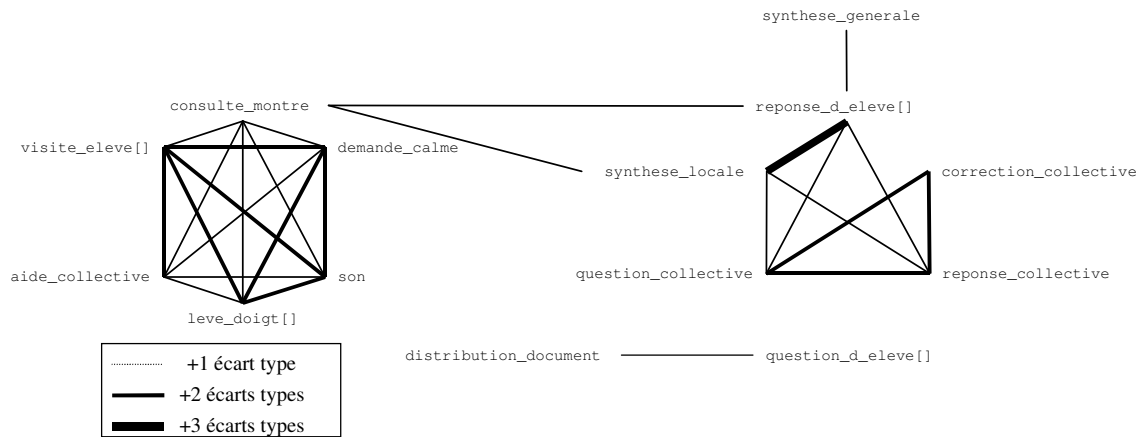 synthese_generale
consulte_montre
reponse_d_eleve[]
visite_eleve[]
demande_calme
synthese_locale
correction_collective
aide_collective
son
question_collective
reponse_collective
leve_doigt[]
distribution_document
question_d_eleve[]
+1 écart type
+2 écarts types
+3 écarts types